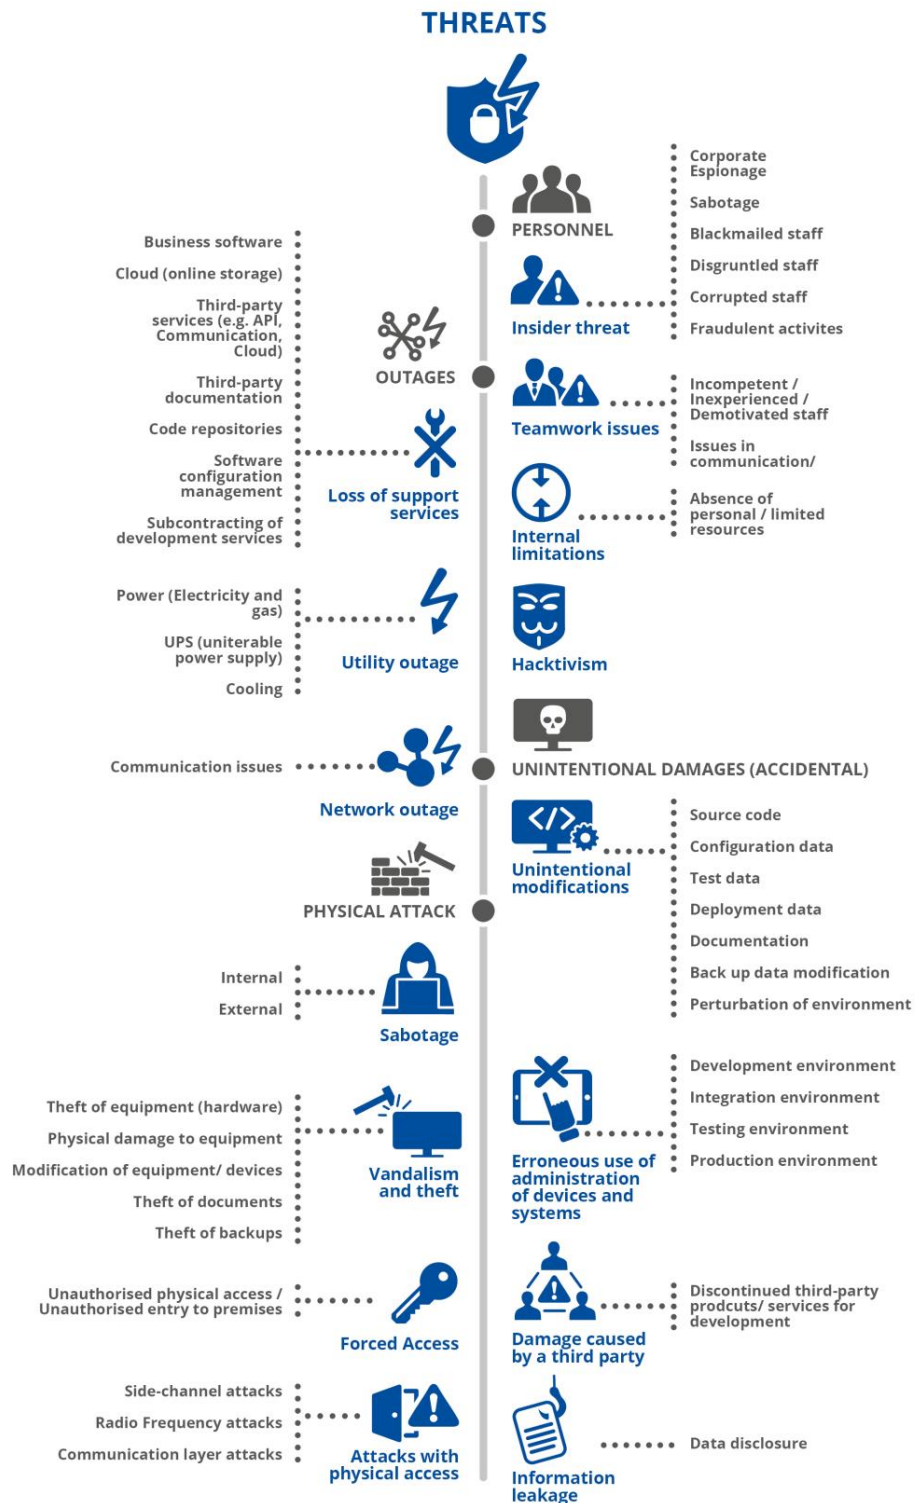 THREATS
PERSONNEL
Insider threat
Corporate
Espionage
Sabotage
Blackmailed staff
Disgruntled staff
Corrupted staff
Fraudulent activites
Teamwork issues
Incompetent /
Inexperienced /
Demotivated staff
Issues in
communication/
Internal
limitations
Absence of
personal / limited
resources
Hacktivism
OUTAGES
Loss of support
services
Business software
Cloud (online storage)
Third-party
services (e.g. API,
Communication,
Cloud)
Third-party
documentation
Code repositories
Software
configuration
management
Subcontracting of
development services
Utility outage
Power (Electricity and
gas)
UPS (uniterable
power supply)
Cooling
Network outage
Communication issues
UNINTENTIONAL DAMAGES (ACCIDENTAL)
Unintentional
modifications
Source code
Configuration data
Test data
Deployment data
Documentation
Back up data modification
Perturbation of environment
Erroneous use of
administration
of devices and
systems
Development environment
Integration environment
Testing environment
Production environment
Damage caused
by a third party
Discontinued third-party
prodcuts/ services for
development
Information
leakage
Data disclosure
PHYSICAL ATTACK
Sabotage
Internal
External
Vandalism
and theft
Theft of equipment (hardware)
Physical damage to equipment
Modification of equipment/ devices
Theft of documents
Theft of backups
Forced Access
Unauthorised physical access /
Unauthorised entry to premises
Attacks with
physical access
Side-channel attacks
Radio Frequency attacks
Communication layer attacks